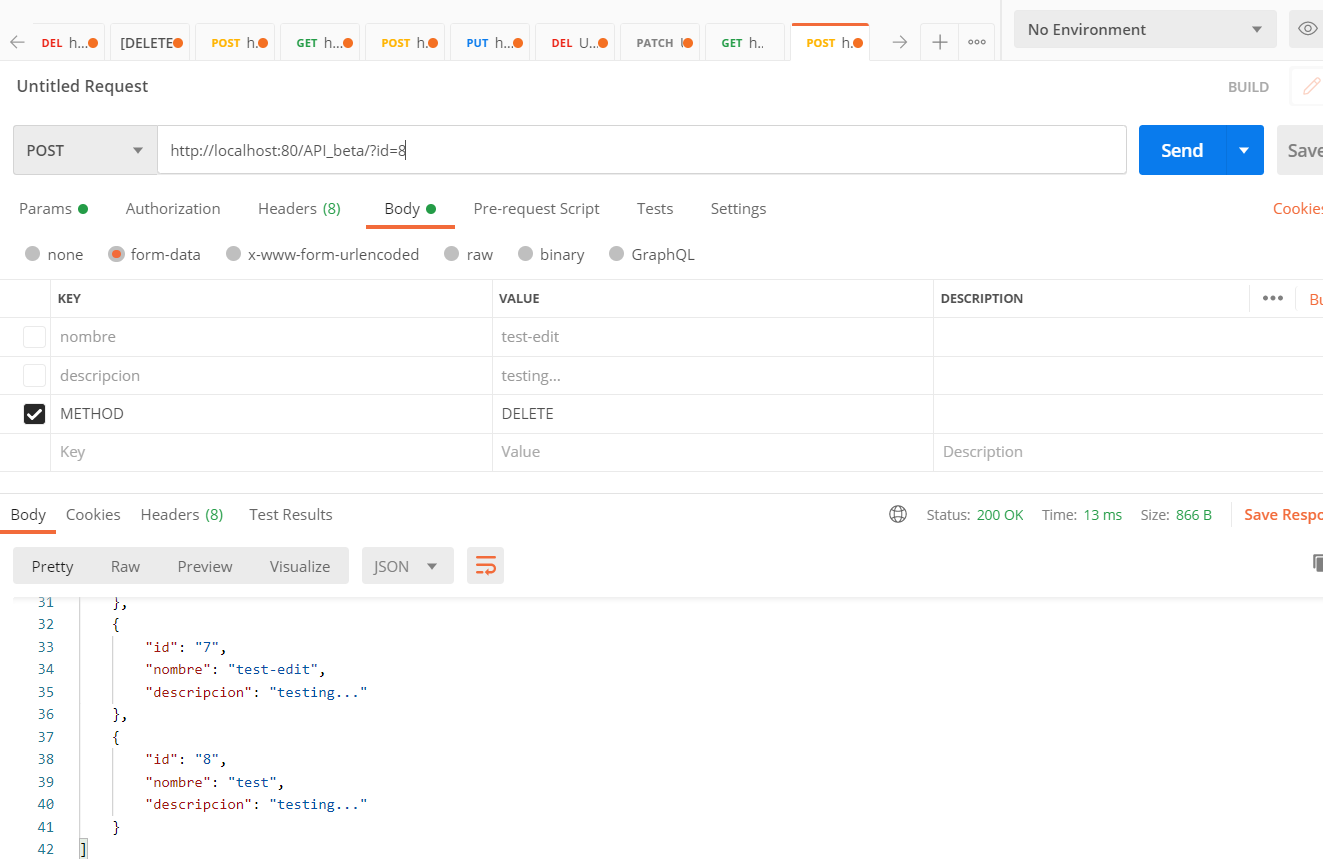 DEL h... [DELETE POST h. GET h... POST h. PUT h... DEL U... PATCH GET h.. POST h. No Environment
Untitled Request BUILD
POST http://localhost:80/API_beta/?id=8 Send Save
Params Authorization Headers (8) Body Pre-request Script Tests Settings Cookies
none form-data x-www-form-urlencoded raw binary GraphQL
KEY VALUE DESCRIPTION ••• Bu
nombre test-edit
descripcion testing...
METHOD DELETE
Key Value Description
Body Cookies Headers (8) Test Results Status: 200 OK Time: 13 ms Size: 866 B Save Respo
Pretty Raw Preview Visualize JSON
31 },
32 {
33 "id": "7",
34 "nombre": "test-edit",
35 "descripcion": "testing..."
36 },
37 {
38 "id": "8",
39 "nombre": "test",
40 "descripcion": "testing..."
41 }
42 ]